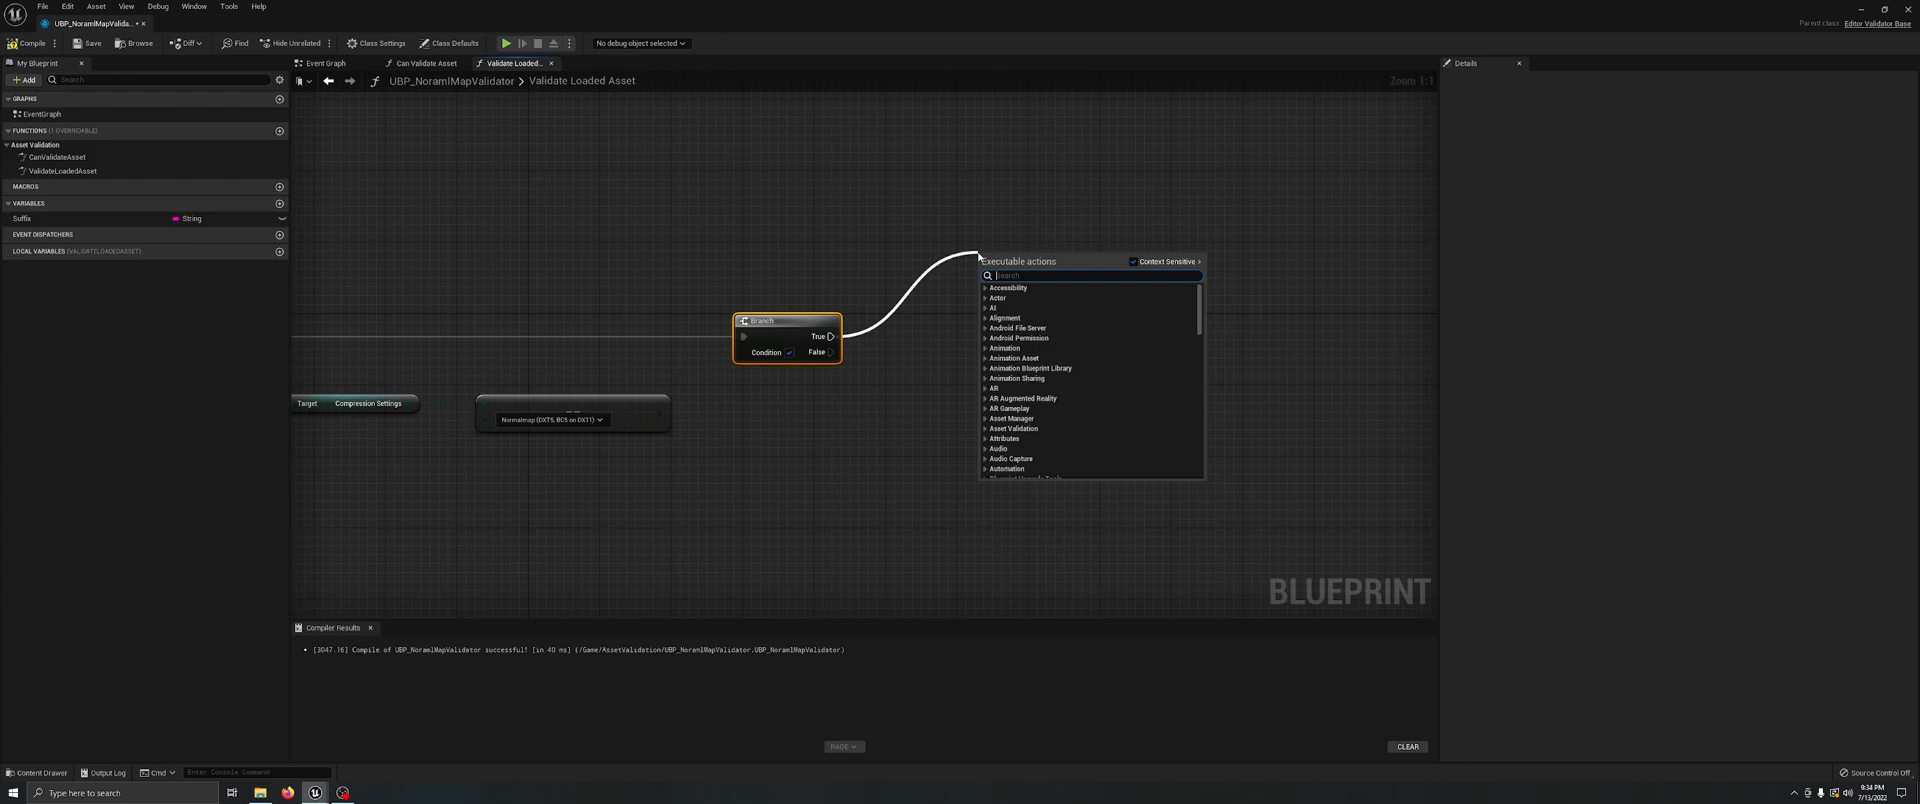 File Edit Asset View Debug Window Tools Help
UBP_NoramlMapValida... •
Parent class: Editor Validator Base
Compile Save Browse Diff Find Hide Unrelated Class Settings Class Defaults No debug object selected
My Blueprint Event Graph Can Validate Asset Validate Loaded... Details
Add Search
UBP_NoramlMapValidator > Validate Loaded Asset Zoom 1:1
GRAPHS
EventGraph
FUNCTIONS (1 OVERRIDABLE)
Asset Validation
CanValidateAsset
ValidateLoadedAsset
MACROS
VARIABLES
Suffix String
EVENT DISPATCHERS
LOCAL VARIABLES (VALIDATELOADEDASSET)
Branch
True
Condition False
Target Compression Settings
==
Normalmap (DXT5, BC5 on DX11)
Executable actions Context Sensitive
Search
Accessibility
Actor
AI
Alignment
Android File Server
Android Permission
Animation
Animation Asset
Animation Blueprint Library
Animation Sharing
AR
AR Augmented Reality
AR Gameplay
Asset Manager
Asset Validation
Attributes
Audio
Audio Capture
Automation
BLUEPRINT
Compiler Results
• [3047.16] Compile of UBP_NoramlMapValidator successful! [in 40 ms] (/Game/AssetValidation/UBP_NoramlMapValidator.UBP_NoramlMapValidator)
PAGE CLEAR
Content Drawer Output Log Cmd Enter Console Command Source Control Off
Type here to search
9:34 PM
7/13/2022